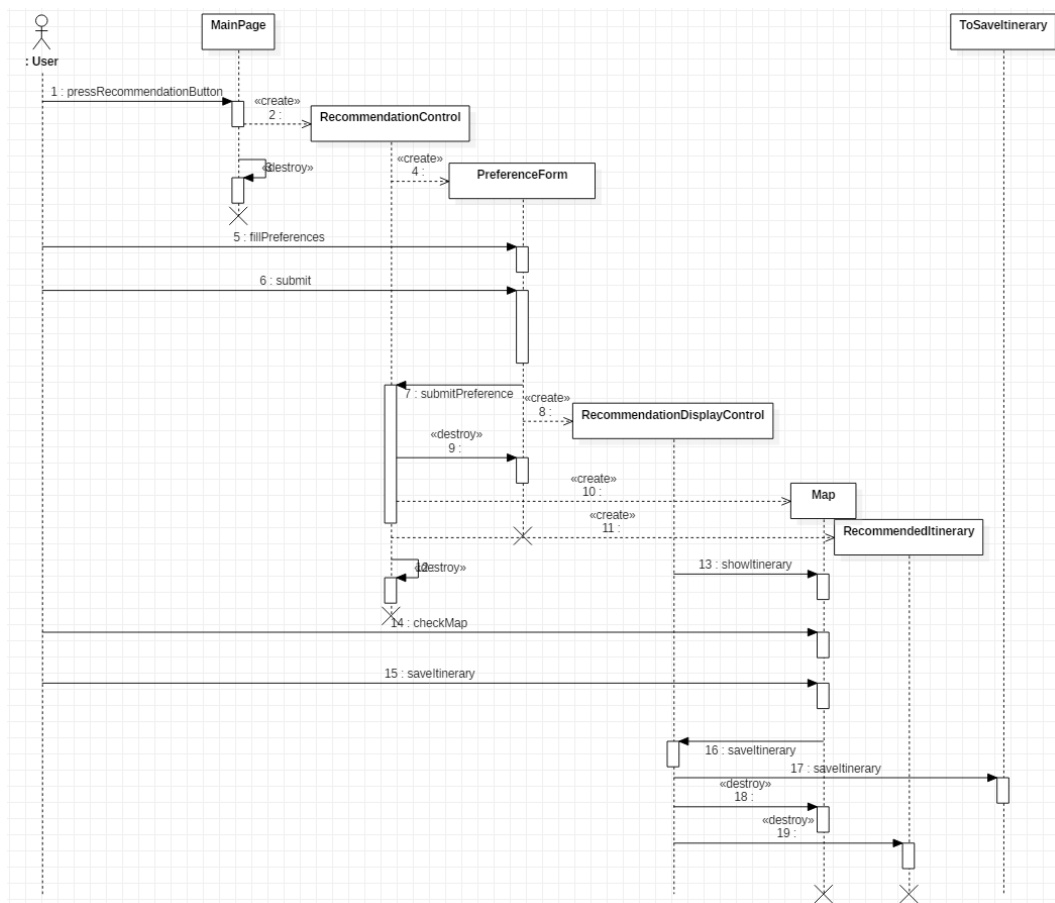 MainPage
ToSaveItinerary
: User
1 : pressRecommendationButton
«create»
2 :
RecommendationControl
«create»
4 :
3 :
«destroy»
PreferenceForm
5 : fillPreferences
6 : submit
7 : submitPreference
«create»
8 :
RecommendationDisplayControl
«destroy»
9 :
«create»
10 :
Map
«create»
11 :
RecommendedItinerary
12 :
«destroy»
13 : showItinerary
14 : checkMap
15 : saveItinerary
16 : saveItinerary
17 : saveItinerary
«destroy»
18 :
«destroy»
19 :